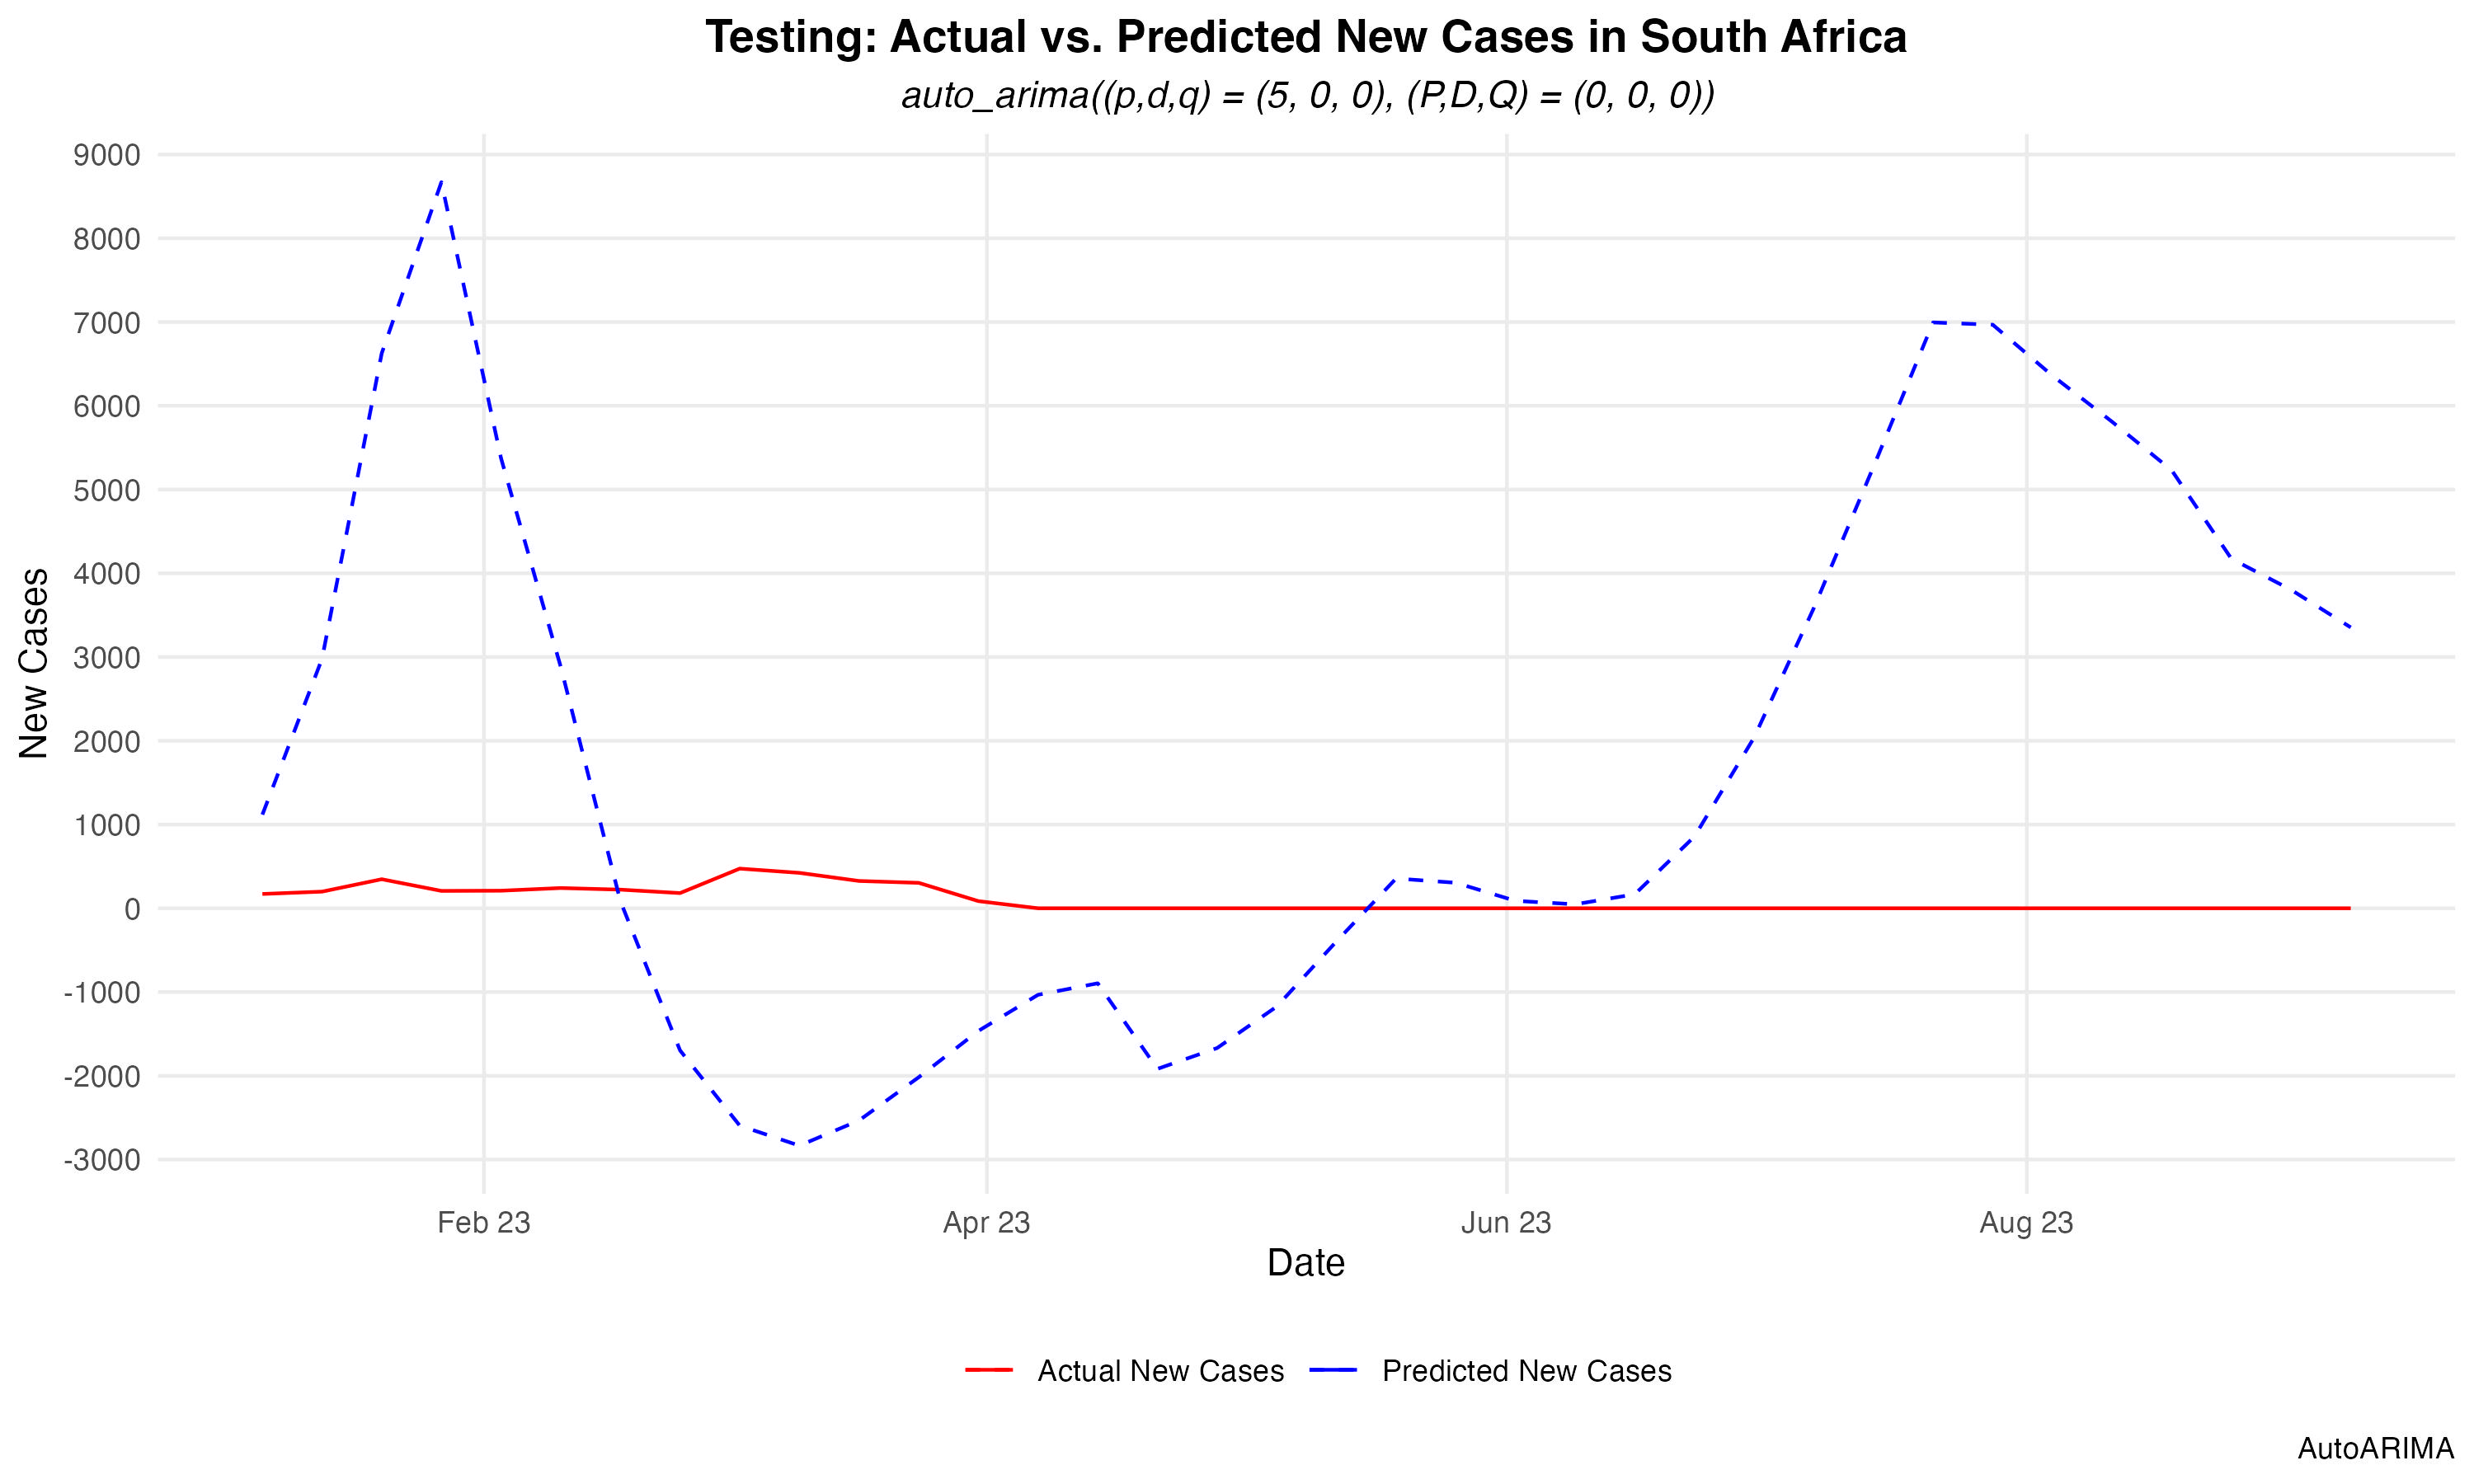 Testing: Actual vs. Predicted New Cases in South Africa
auto_arima((p,d,q) = (5, 0, 0), (P,D,Q) = (0, 0, 0))
New Cases
9000
8000
7000
6000
5000
4000
3000
2000
1000
0
-1000
-2000
-3000
Feb 23 Apr 23 Jun 23 Aug 23
Date
Actual New Cases Predicted New Cases
AutoARIMA